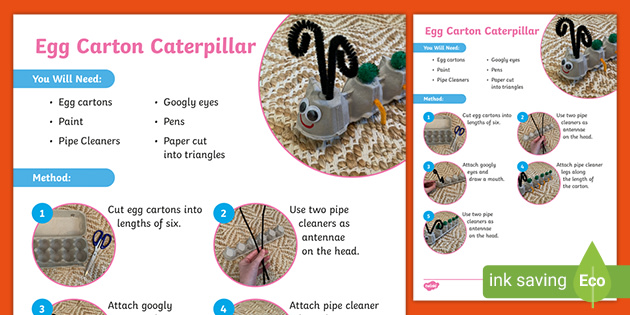 Egg Carton Caterpillar
You Will Need:
• Egg cartons
• Paint
• Pipe Cleaners
• Googly eyes
• Pens
• Paper cut
into triangles
Method:
1
Cut egg cartons into
lengths of six.
2
Use two pipe
cleaners as
antennae
on the head.
3
Attach googly
4
Attach pipe cleaner
Egg Carton Caterpillar
You Will Need:
• Egg cartons
• Paint
• Pipe Cleaners
• Googly eyes
• Pens
• Paper cut
into triangles
Method:
1
Cut egg cartons into
lengths of six.
2
Use two pipe
cleaners as
antennae
on the head.
3
Attach googly
eyes and
draw a mouth.
4
Attach pipe cleaner
legs along
the length of
the carton.
5
Use two pipe
cleaners as
antennae
on the head.
twinkl
ink saving
Eco